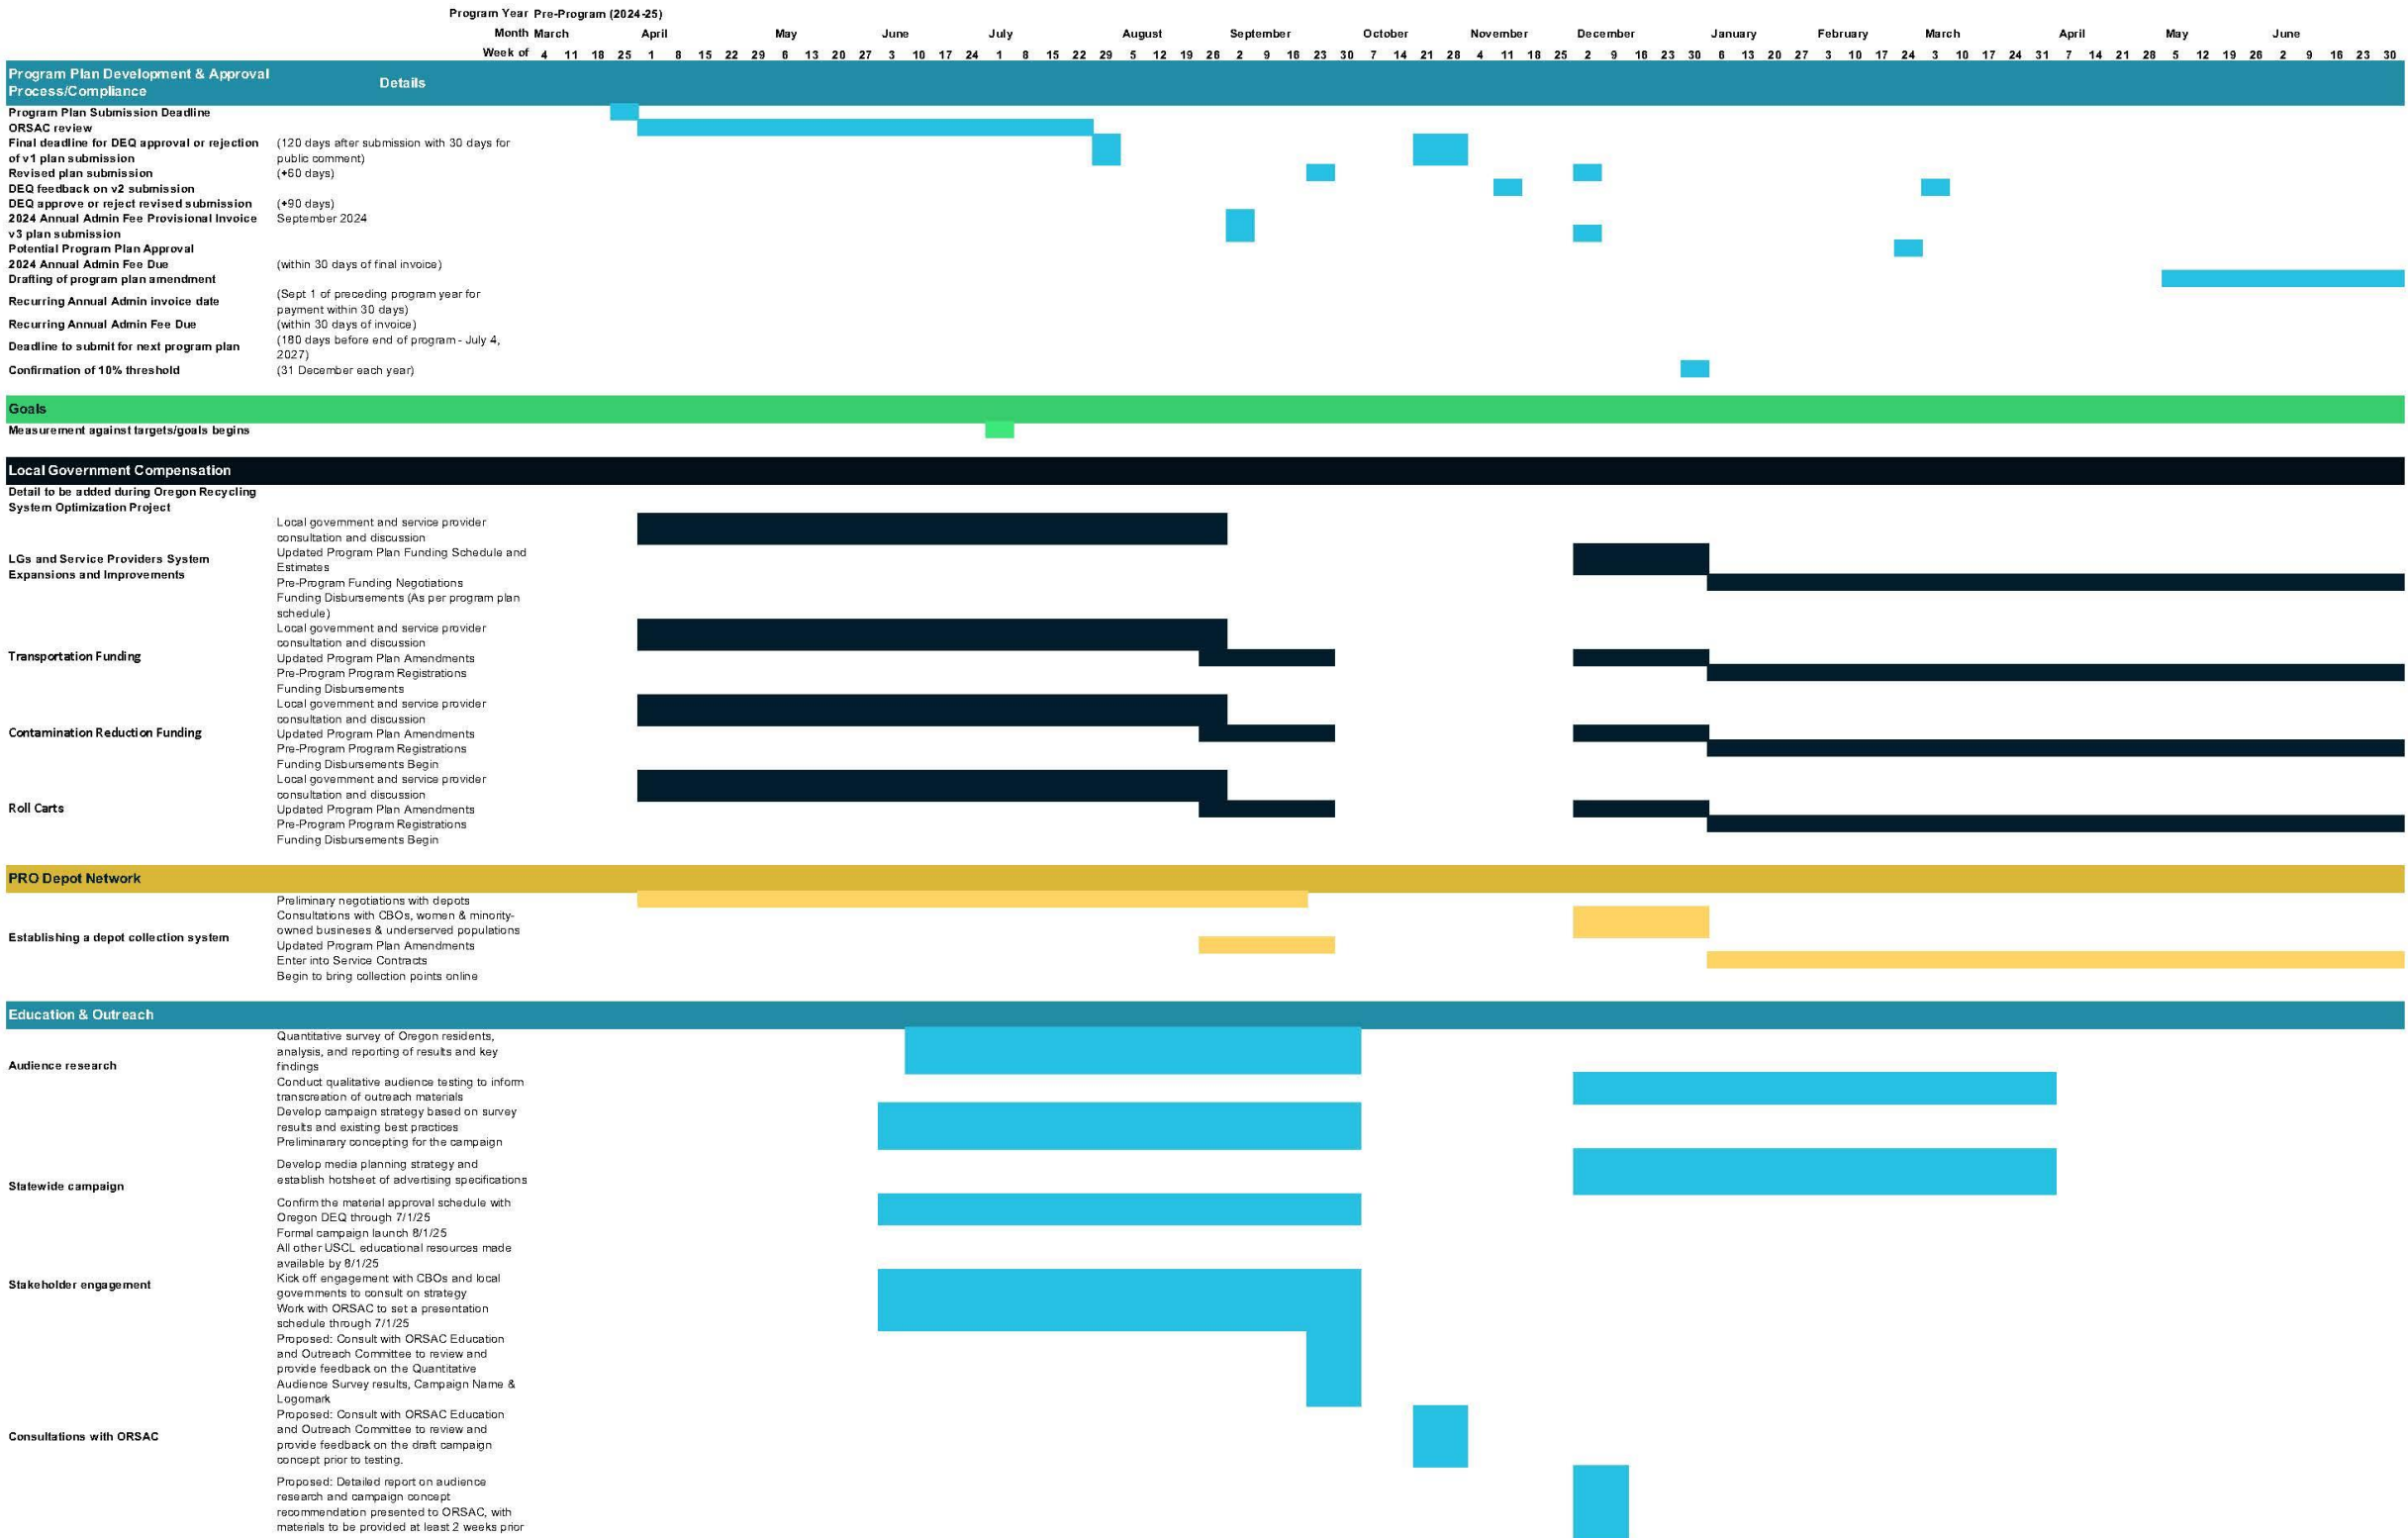 Program Year Pre-Program (2024-25)
Month March April May June July August September October November December January February March April May June
Week of 4 11 18 25 1 8 15 22 29 6 13 20 27 3 10 17 24 1 8 15 22 29 5 12 19 26 2 9 16 23 30 7 14 21 28 4 11 18 25 2 9 16 23 30 6 13 20 27 3 10 17 24 3 10 17 24 31 7 14 21 28 5 12 19 26 2 9 16 23 30
Program Plan Development & Approval
Process/Compliance
Details
Program Plan Submission Deadline
ORSAC review
Final deadline for DEQ approval or rejection
of v1 plan submission
(120 days after submission with 30 days for
public comment)
Revised plan submission
(+60 days)
DEQ feedback on v2 submission
DEQ approve or reject revised submission
(+90 days)
2024 Annual Admin Fee Provisional Invoice
September 2024
v3 plan submission
Potential Program Plan Approval
2024 Annual Admin Fee Due
(within 30 days of final invoice)
Drafting of program plan amendment
Recurring Annual Admin invoice date
(Sept 1 of preceding program year for
payment within 30 days)
Recurring Annual Admin Fee Due
(within 30 days of invoice)
Deadline to submit for next program plan
(180 days before end of program - July 4,
2027)
Confirmation of 10% threshold
(31 December each year)
Goals
Measurement against targets/goals begins
Local Government Compensation
Detail to be added during Oregon Recycling
System Optimization Project
LGs and Service Providers System
Expansions and Improvements
Local government and service provider
consultation and discussion
Updated Program Plan Funding Schedule and
Estimates
Pre-Program Funding Negotiations
Funding Disbursements (As per program plan
schedule)
Transportation Funding
Local government and service provider
consultation and discussion
Updated Program Plan Amendments
Pre-Program Program Registrations
Funding Disbursements
Contamination Reduction Funding
Local government and service provider
consultation and discussion
Updated Program Plan Amendments
Pre-Program Program Registrations
Funding Disbursements Begin
Roll Carts
Local government and service provider
consultation and discussion
Updated Program Plan Amendments
Pre-Program Program Registrations
Funding Disbursements Begin
PRO Depot Network
Establishing a depot collection system
Preliminary negotiations with depots
Consultations with CBOs, women & minority-
owned busineses & underserved populations
Updated Program Plan Amendments
Enter into Service Contracts
Begin to bring collection points online
Education & Outreach
Audience research
Quantitative survey of Oregon residents,
analysis, and reporting of results and key
findings
Conduct qualitative audience testing to inform
transcreation of outreach materials
Statewide campaign
Develop campaign strategy based on survey
results and existing best practices
Preliminarary concepting for the campaign
Develop media planning strategy and
establish hotsheet of advertising specifications
Confirm the material approval schedule with
Oregon DEQ through 7/1/25
Formal campaign launch 8/1/25
All other USCL educational resources made
available by 8/1/25
Stakeholder engagement
Kick off engagement with CBOs and local
governments to consult on strategy
Work with ORSAC to set a presentation
schedule through 7/1/25
Consultations with ORSAC
Proposed: Consult with ORSAC Education
and Outreach Committee to review and
provide feedback on the Quantitative
Audience Survey results, Campaign Name &
Logomark
Proposed: Consult with ORSAC Education
and Outreach Committee to review and
provide feedback on the draft campaign
concept prior to testing.
Proposed: Detailed report on audience
research and campaign concept
recommendation presented to ORSAC, with
materials to be provided at least 2 weeks prior